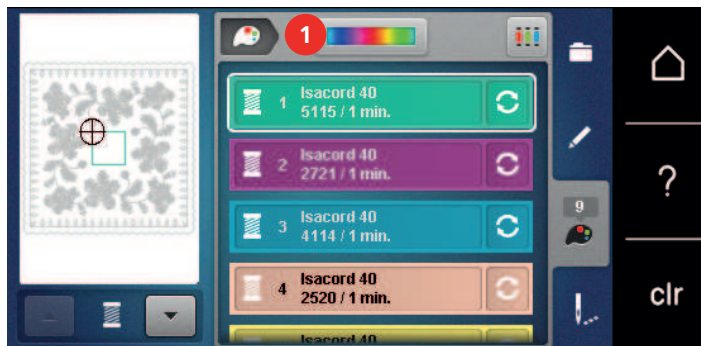 1
1 Isacord 40
5115 / 1 min.
2 Isacord 40
2721 / 1 min.
3 Isacord 40
4114 / 1 min.
4 Isacord 40
2520 / 1 min.
Isacord 40
9
?
clr